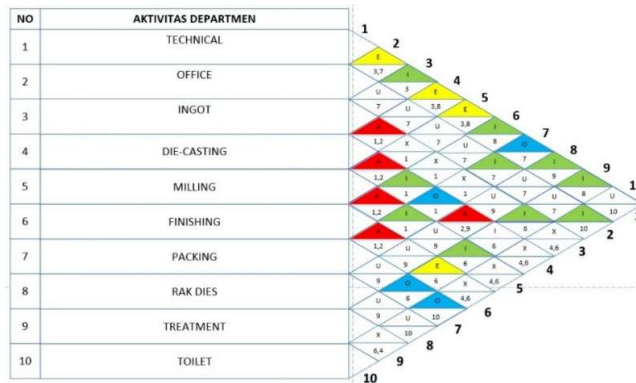 NO AKTIVITAS DEPARTMEN
1 TECHNICAL
2 OFFICE
3 INGOT
4 DIE-CASTING
5 MILLING
6 FINISHING
7 PACKING
8 RAK DIES
9 TREATMENT
10 TOILET
1
2
3
4
5
6
7
8
9
1
E
3,7 I
U 3 E
7 U 3,8 E
7 U 3,8 I
1,2 X 7 U 8 O
1 X I 7 I
1,2 I 1 X 7 U 9 I
1 O 1 U 7 U 8 U
1,2 I 1 9 I 7 I 10
1 U 2,9 I 6 X 10 2
1,2 U 9 I 6 X 4,6 3
U 9 E 6 X 4,6 4
9 O 6 X 4,6 5
U 6 O 4,6 6
9 U 10 7
X 10 8
6,4 9
10